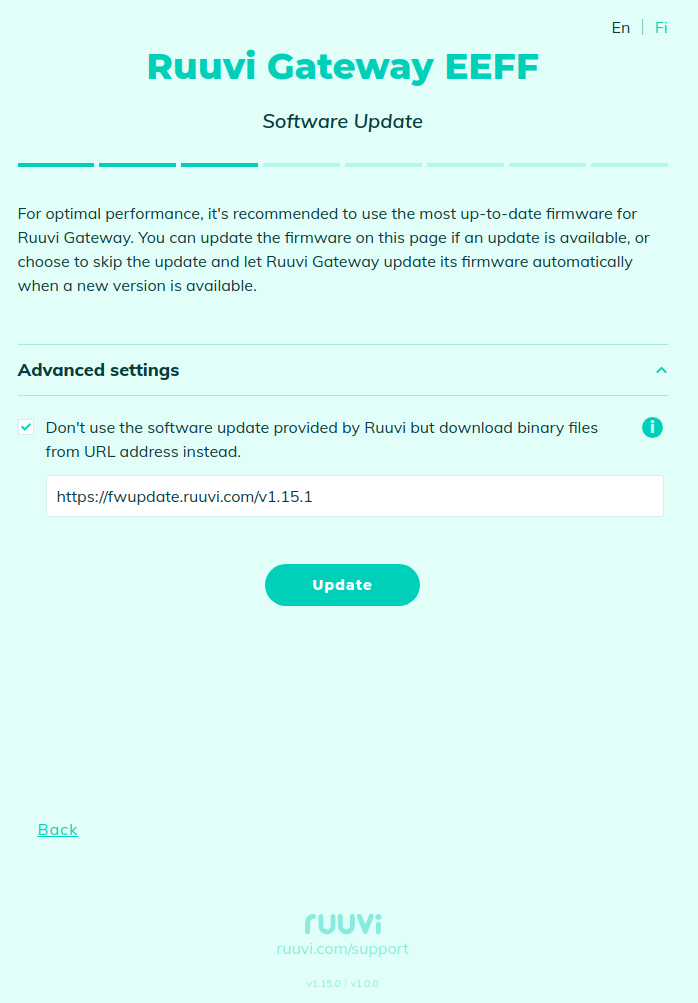 En | Fi
Ruuvi Gateway EEFF
Software Update
For optimal performance, it's recommended to use the most up-to-date firmware for
Ruuvi Gateway. You can update the firmware on this page if an update is available, or
choose to skip the update and let Ruuvi Gateway update its firmware automatically
when a new version is available.
Advanced settings
Don't use the software update provided by Ruuvi but download binary files
from URL address instead.
https://fwupdate.ruuvi.com/v1.15.1
Update
Back
ruuvi
ruuvi.com/support
v1.15.0 | v1.0.0